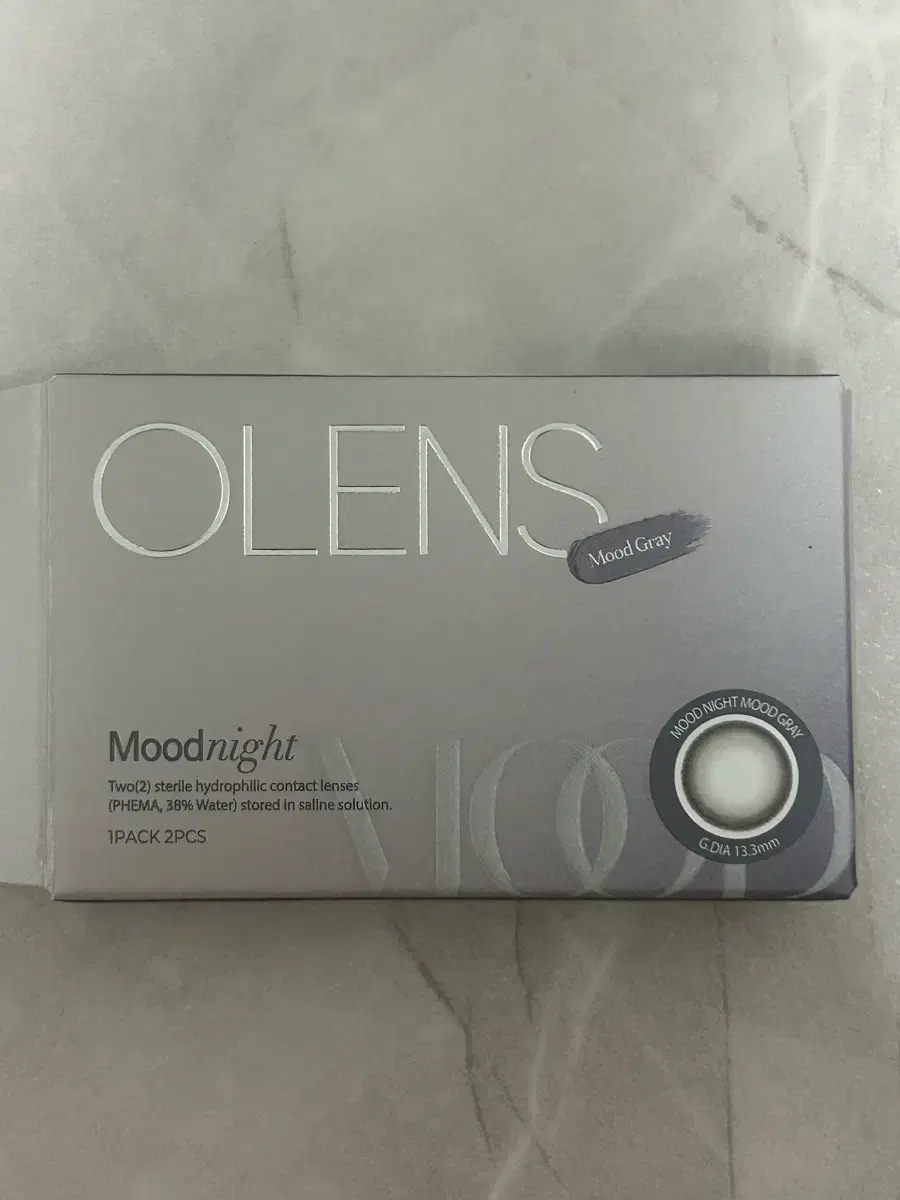 OLENS
Mood Gray
Moodnight
Two(2) sterile hydrophilic contact lenses
(PHEMA, 38% Water) stored in saline solution.
1PACK 2PCS
MOOD
MOOD NIGHT MOOD GRAY
G.DIA 13.3mm